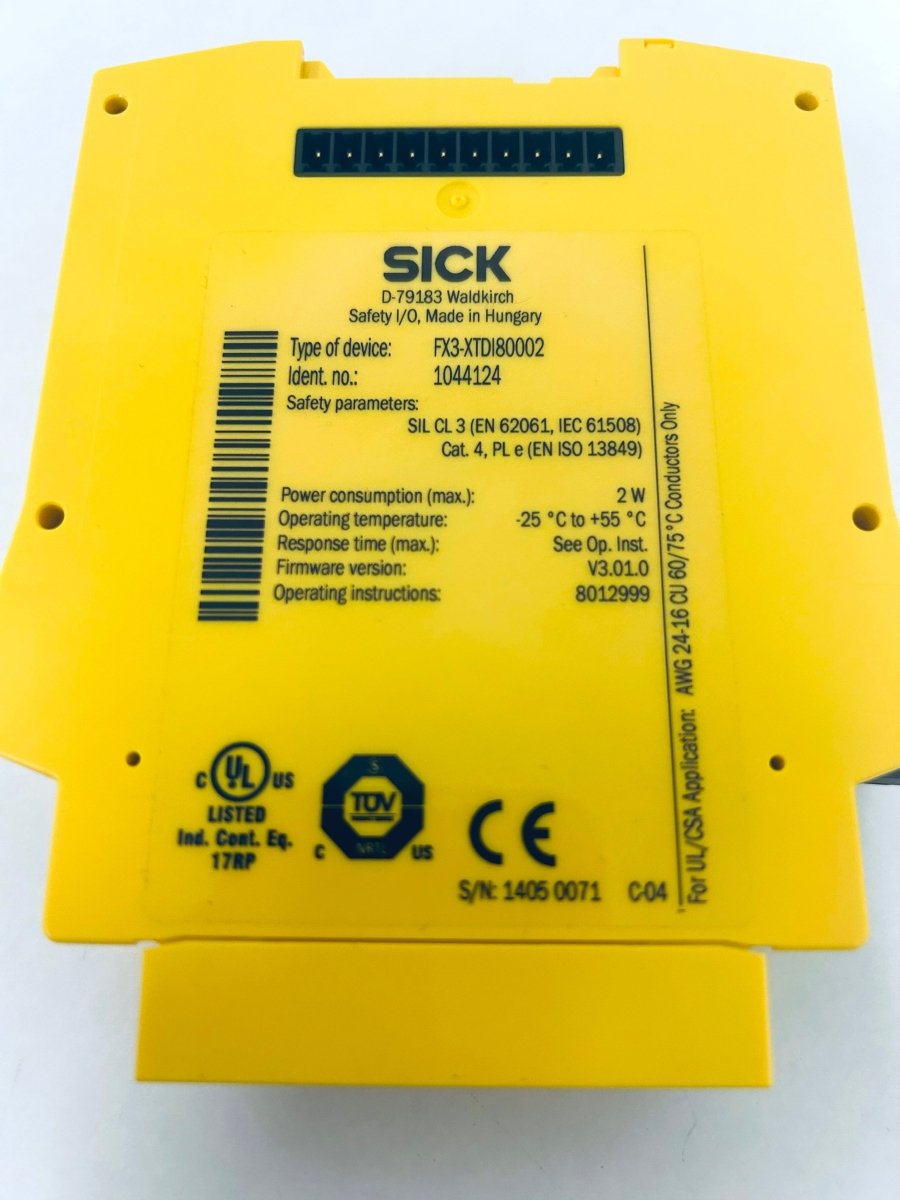 SICK
D-79183 Waldkirch
Safety I/O, Made in Hungary
Type of device: FX3-XTDI80002
Ident. no.: 1044124
Safety parameters:
SIL CL 3 (EN 62061, IEC 61508)
Cat. 4, PL e (EN ISO 13849)
Power consumption (max.): 2 W
Operating temperature: -25 °C to +55 °C
Response time (max.): See Op. Inst.
Firmware version: V3.01.0
Operating instructions: 8012999
For UL/CSA Application: AWG 24-16 CU 60/75°C Conductors Only
C UL US
LISTED
Ind. Cont. Eq.
17RP
S
TÜV
NRTL
C US
CE
S/N: 1405 0071 C-04